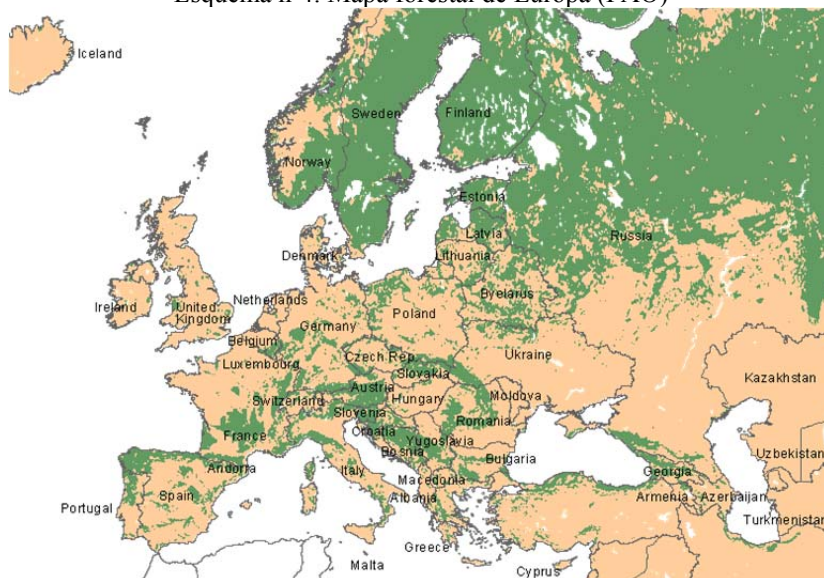 Esquema nº4. Mapa forestal de Europa (FAO)
Iceland
Sweden
Finland
Norway
Estonia
Russia
Latvia
Denmark
Lithuania
Byelarus
Ireland
United
Kingdom
Netherlands
Germany
Poland
Belgium
Luxembourg
Czech Rep.
Ukraine
Slovakia
Kazakhstan
Austria
Switzerland
Hungary
Moldova
Slovenia
Romania
France
Croatia
Yugoslavia
Bosnia
Uzbekistan
Andorra
Italy
Bulgaria
Georgia
Macedonia
Spain
Albania
Armenia
Azerbaijan
Portugal
Turkmenistan
Greece
Malta
Cyprus